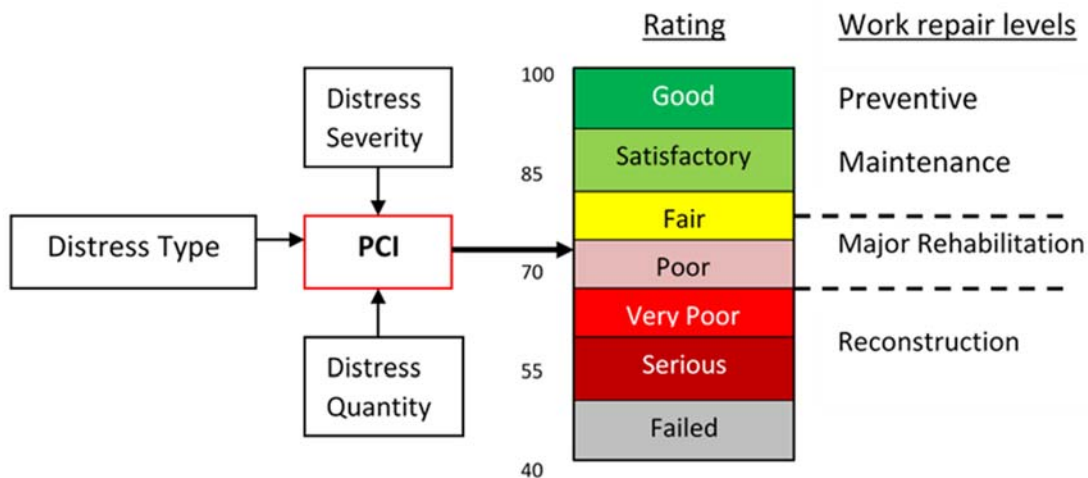 Distress
Severity
Distress Type
PCI
Distress
Quantity
Rating
100
85
70
55
40
Good
Satisfactory
Fair
Poor
Very Poor
Serious
Failed
Work repair levels
Preventive
Maintenance
Major Rehabilitation
Reconstruction